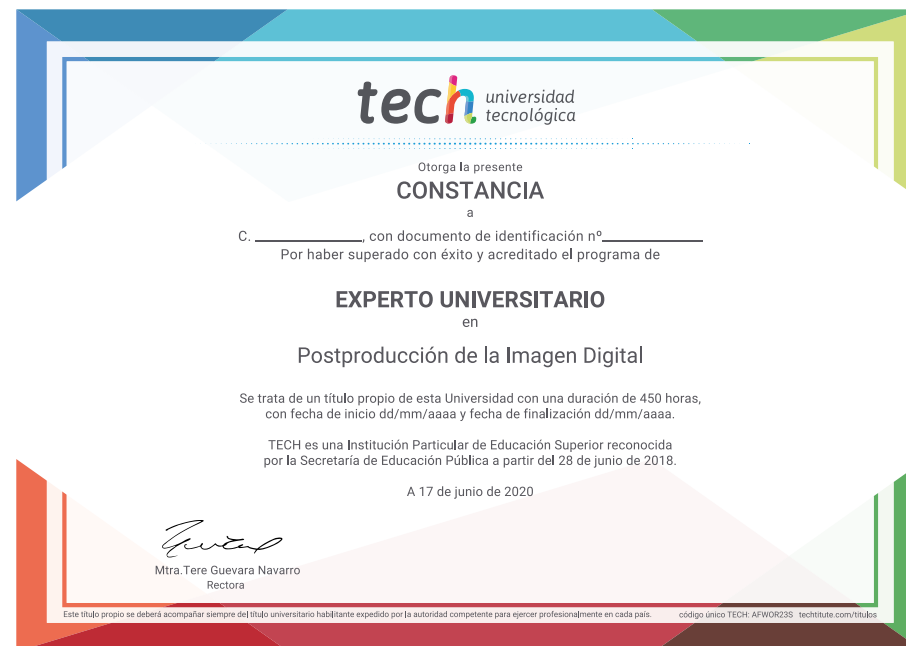 tech universidad
tecnológica
Otorga la presente
CONSTANCIA
a
C. ____________, con documento de identificación nº____________
Por haber superado con éxito y acreditado el programa de
EXPERTO UNIVERSITARIO
en
Postproducción de la Imagen Digital
Se trata de un título propio de esta Universidad con una duración de 450 horas,
con fecha de inicio dd/mm/aaaa y fecha de finalización dd/mm/aaaa.
TECH es una Institución Particular de Educación Superior reconocida
por la Secretaría de Educación Pública a partir del 28 de junio de 2018.
A 17 de junio de 2020
Mtra.Tere Guevara Navarro
Rectora
Este título propio se deberá acompañar siempre del título universitario habilitante expedido por la autoridad competente para ejercer profesionalmente en cada país. código único TECH: AFWOR23S techtitute.com/titulos